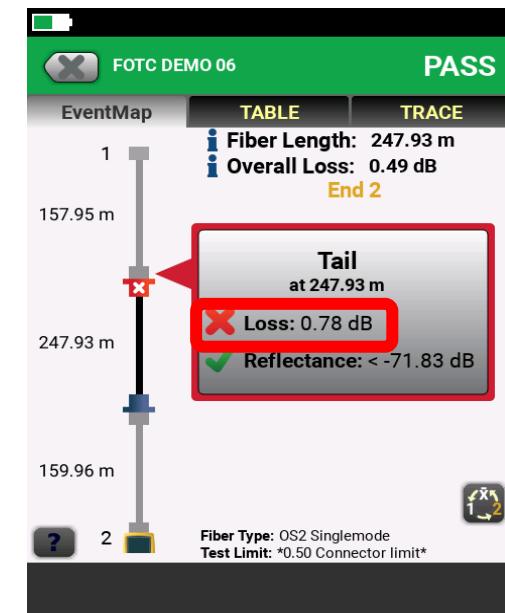 FOTC DEMO 06
PASS
EventMap
TABLE
TRACE
1
Fiber Length: 247.93 m
Overall Loss: 0.49 dB
End 2
157.95 m
Tail
at 247.93 m
Loss: 0.78 dB
Reflectance: < -71.83 dB
247.93 m
159.96 m
1 x̄ 2
? 2
Fiber Type: OS2 Singlemode
Test Limit: *0.50 Connector limit*